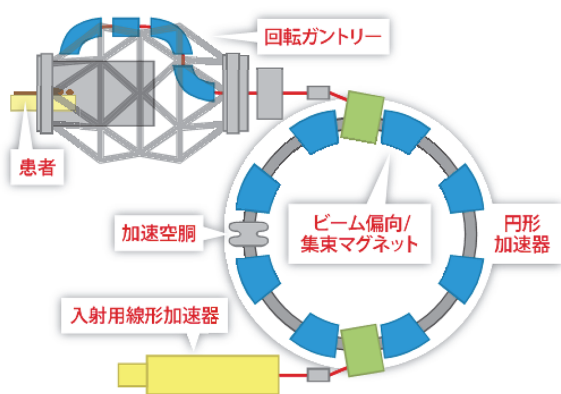 回転ガントリー
患者
加速空胴
ビーム偏向/
集束マグネット
円形
加速器
入射用線形加速器